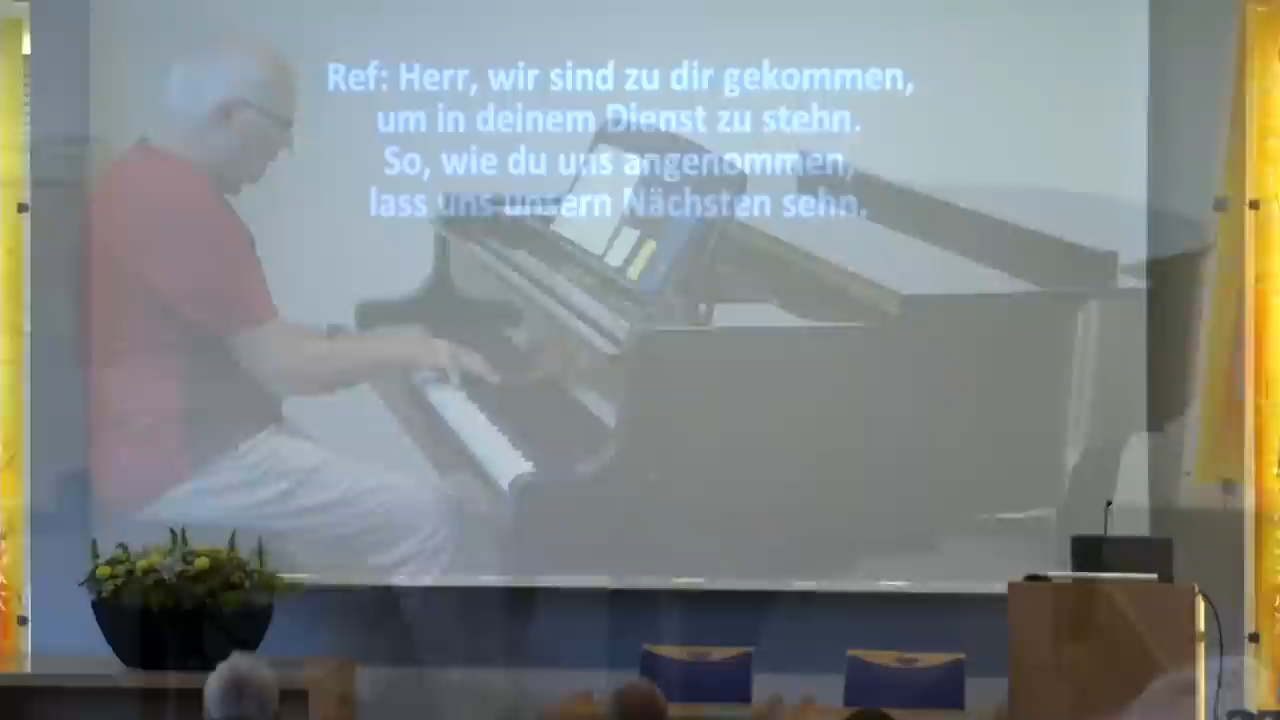 Ref: Herr, wir sind zu dir gekommen,
um in deinem Dienst zu stehn.
So, wie du uns angenommen,
lass uns unsern Nächsten sehn.